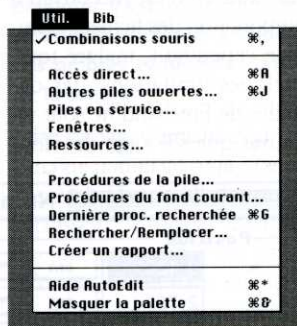 Util. Bib
✓Combinaisons souris ⌘,
Accès direct... ⌘A
Autres piles ouvertes... ⌘J
Piles en service...
Fenêtres...
Ressources...
Procédures de la pile...
Procédures du fond courant...
Dernière proc. recherchée ⌘G
Rechercher/Remplacer...
Créer un rapport...
Aide AutoEdit ⌘*
Masquer la palette ⌘&